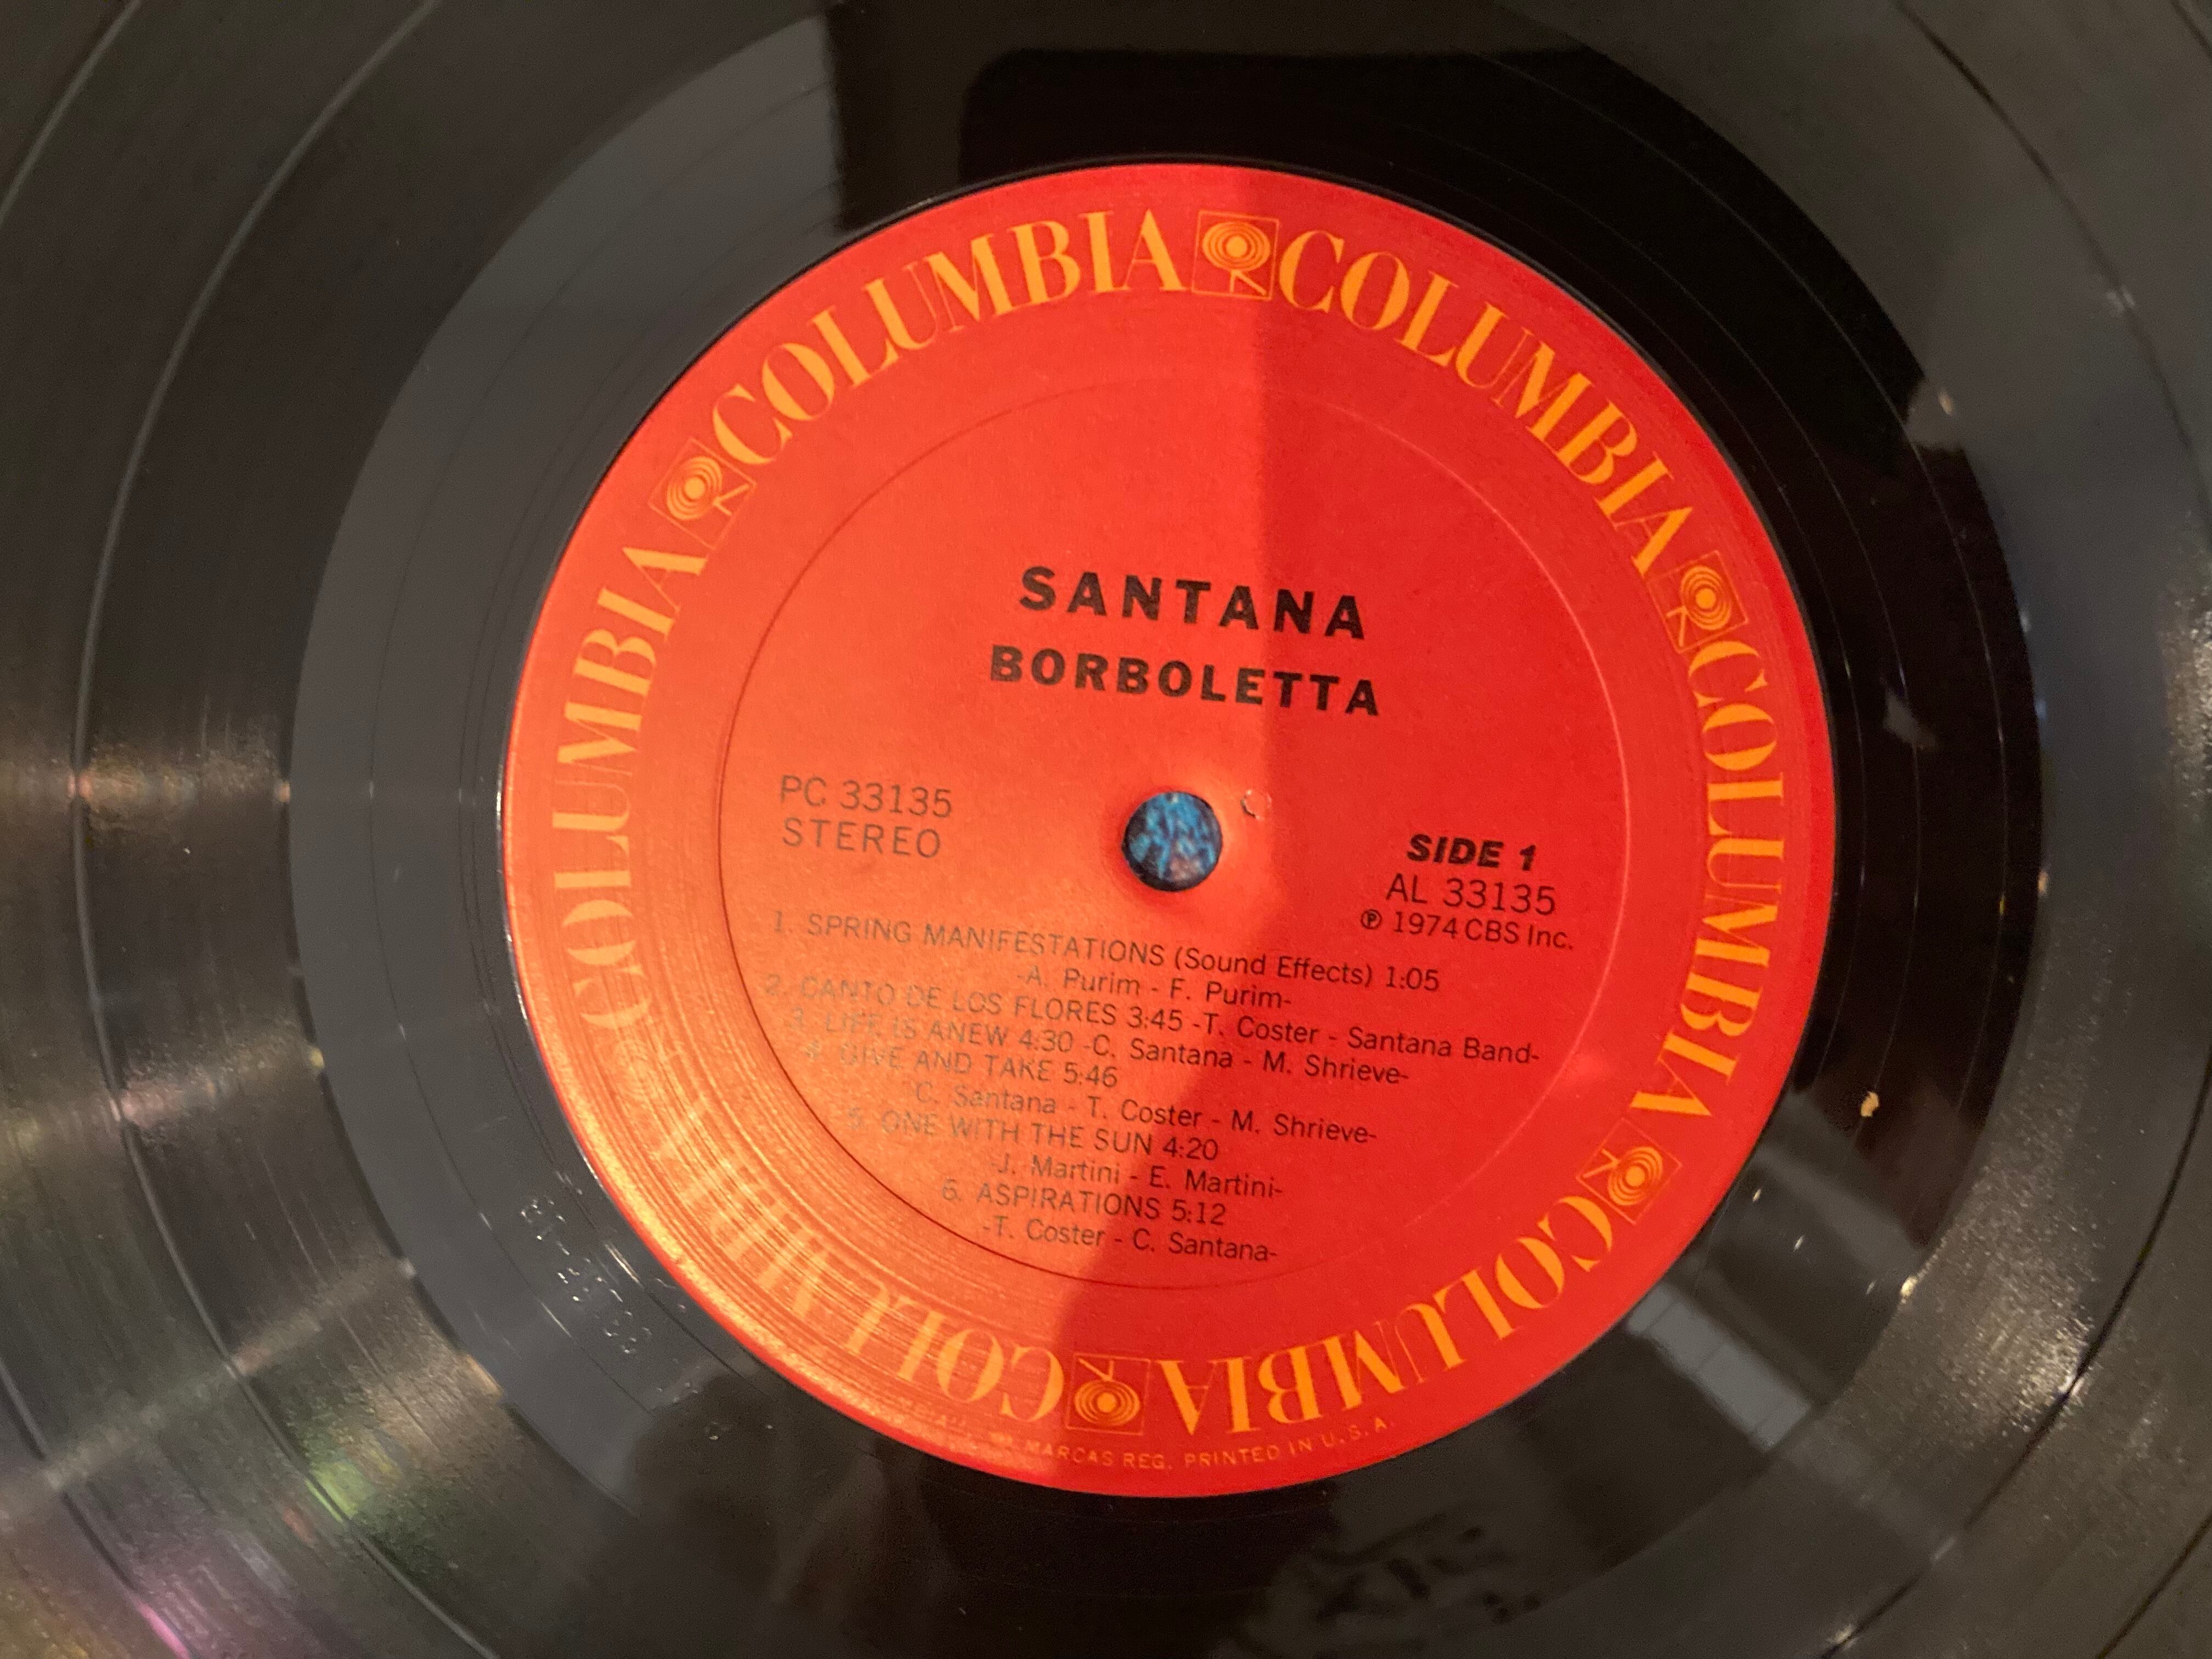 COLUMBIA COLUMBIA COLUMBIA COLUMBIA COLUMBIA COLUMBIA
SANTANA
BORBOLETTA
PC 33135
STEREO
SIDE 1
AL 33135
℗ 1974 CBS Inc.
1. SPRING MANIFESTATIONS (Sound Effects) 1:05
-A. Purim - F. Purim-
2. CANTO DE LOS FLORES 3:45 -T. Coster - Santana Band-
3. LIFE IS ANEW 4:30 -C. Santana - M. Shrieve-
4. GIVE AND TAKE 5:46
C. Santana - T. Coster - M. Shrieve-
5. ONE WITH THE SUN 4:20
-J. Martini - E. Martini-
6. ASPIRATIONS 5:12
-T. Coster - C. Santana-
MARCAS REG. PRINTED IN U.S.A.